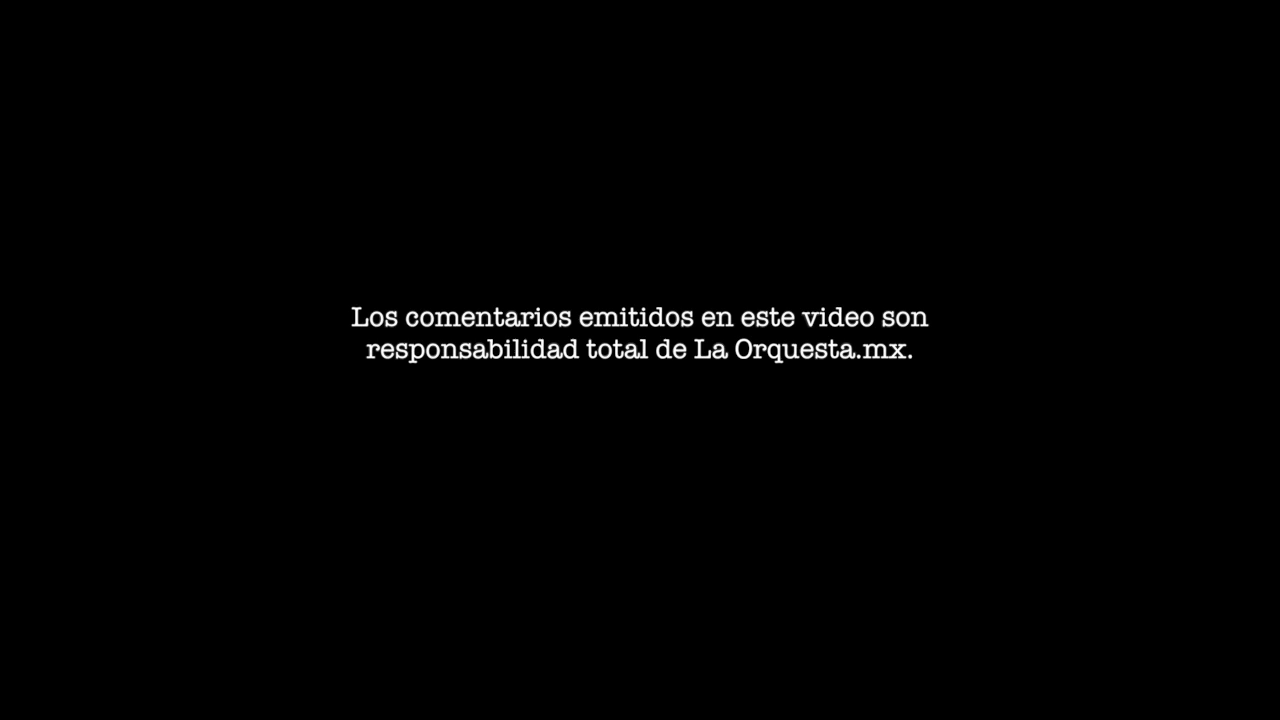 Los comentarios emitidos en este video son
responsabilidad total de La Orquesta.mx.